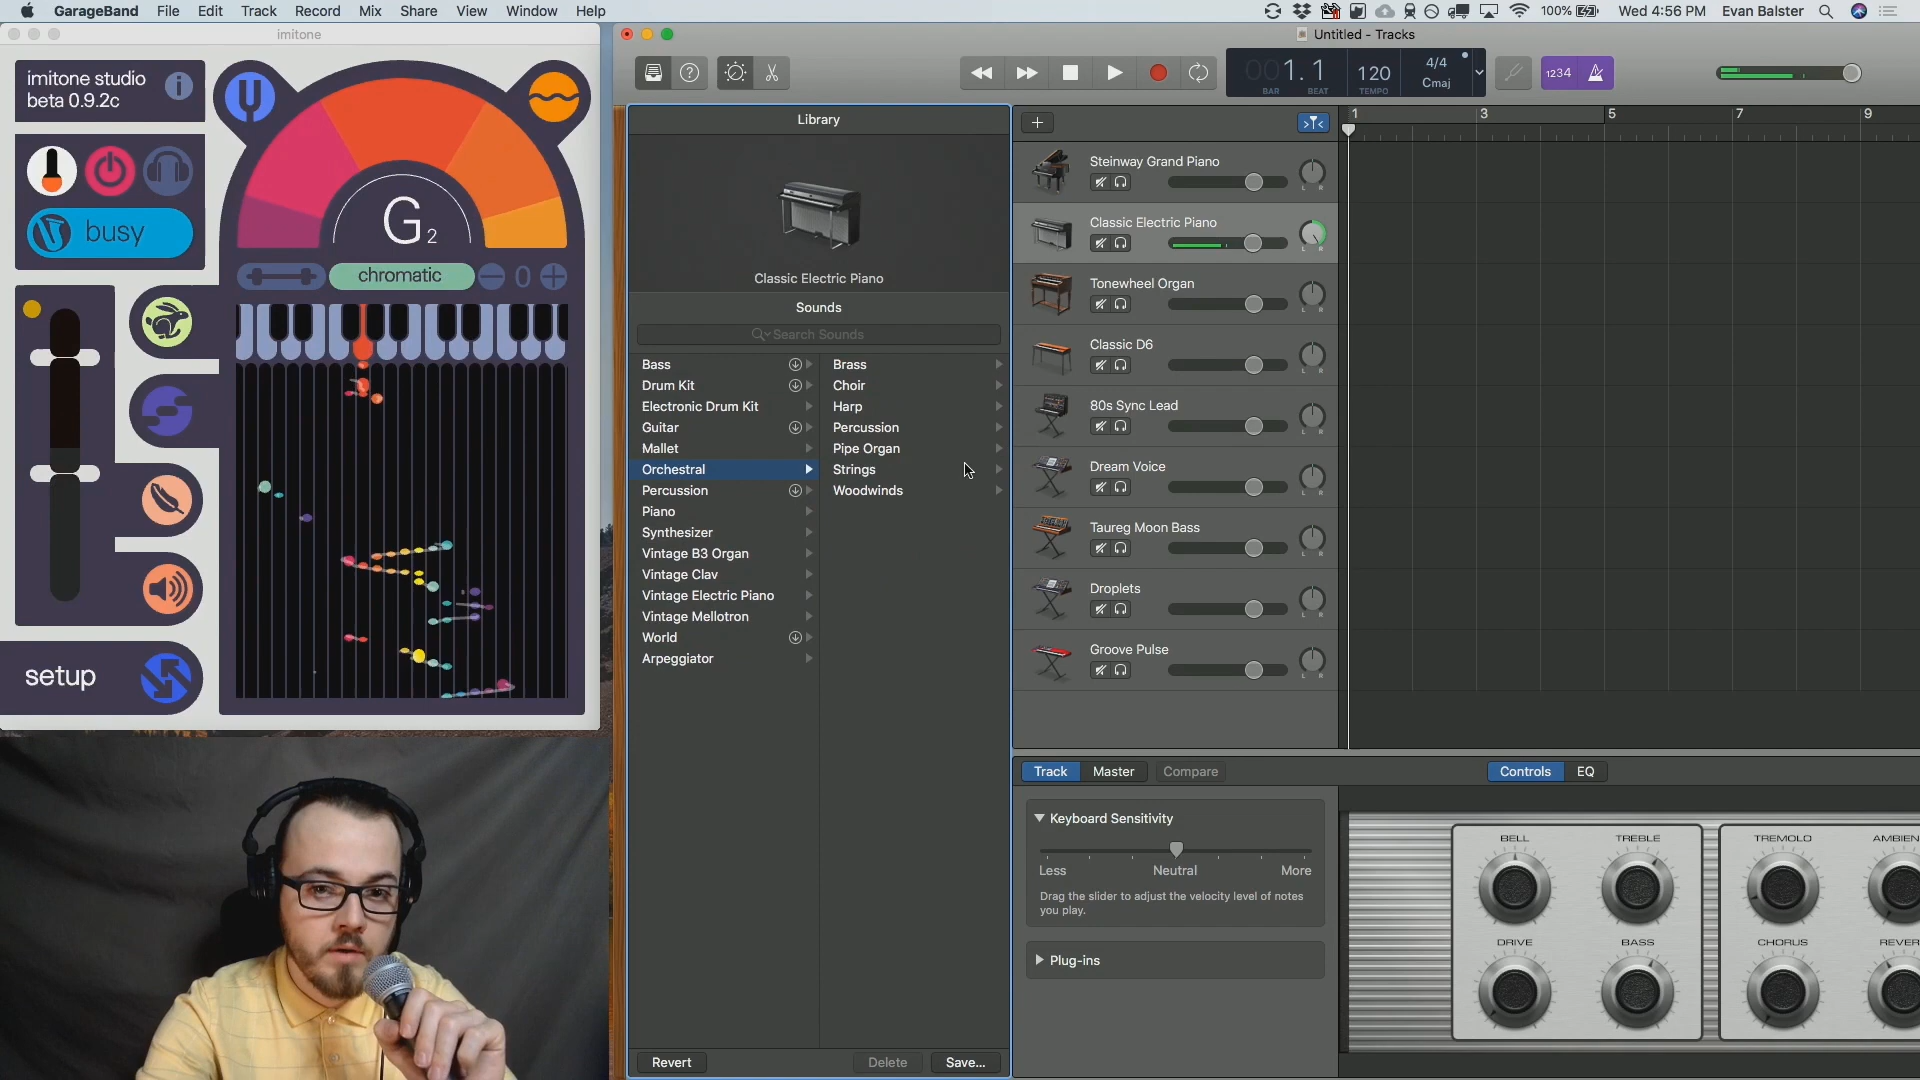 GarageBand File Edit Track Record Mix Share View Window Help
100% Wed 4:56 PM Evan Balster
imitone
Untitled - Tracks
imitone studio
beta 0.9.2c
busy
G2
chromatic
0
setup
001.1
BAR BEAT
120
TEMPO
4/4
Cmaj
1234
Library
Classic Electric Piano
Sounds
Search Sounds
Bass
Drum Kit
Electronic Drum Kit
Guitar
Mallet
Orchestral
Percussion
Piano
Synthesizer
Vintage B3 Organ
Vintage Clav
Vintage Electric Piano
Vintage Mellotron
World
Arpeggiator
Brass
Choir
Harp
Percussion
Pipe Organ
Strings
Woodwinds
Revert
Delete
Save...
1 3 5 7 9
Steinway Grand Piano
L R
Classic Electric Piano
L R
Tonewheel Organ
L R
Classic D6
L R
80s Sync Lead
L R
Dream Voice
L R
Taureg Moon Bass
L R
Droplets
L R
Groove Pulse
L R
Track Master Compare
Controls EQ
Keyboard Sensitivity
Less Neutral More
Drag the slider to adjust the velocity level of notes
you play.
Plug-ins
BELL TREBLE TREMOLO AMBIEN
DRIVE BASS CHORUS REVER